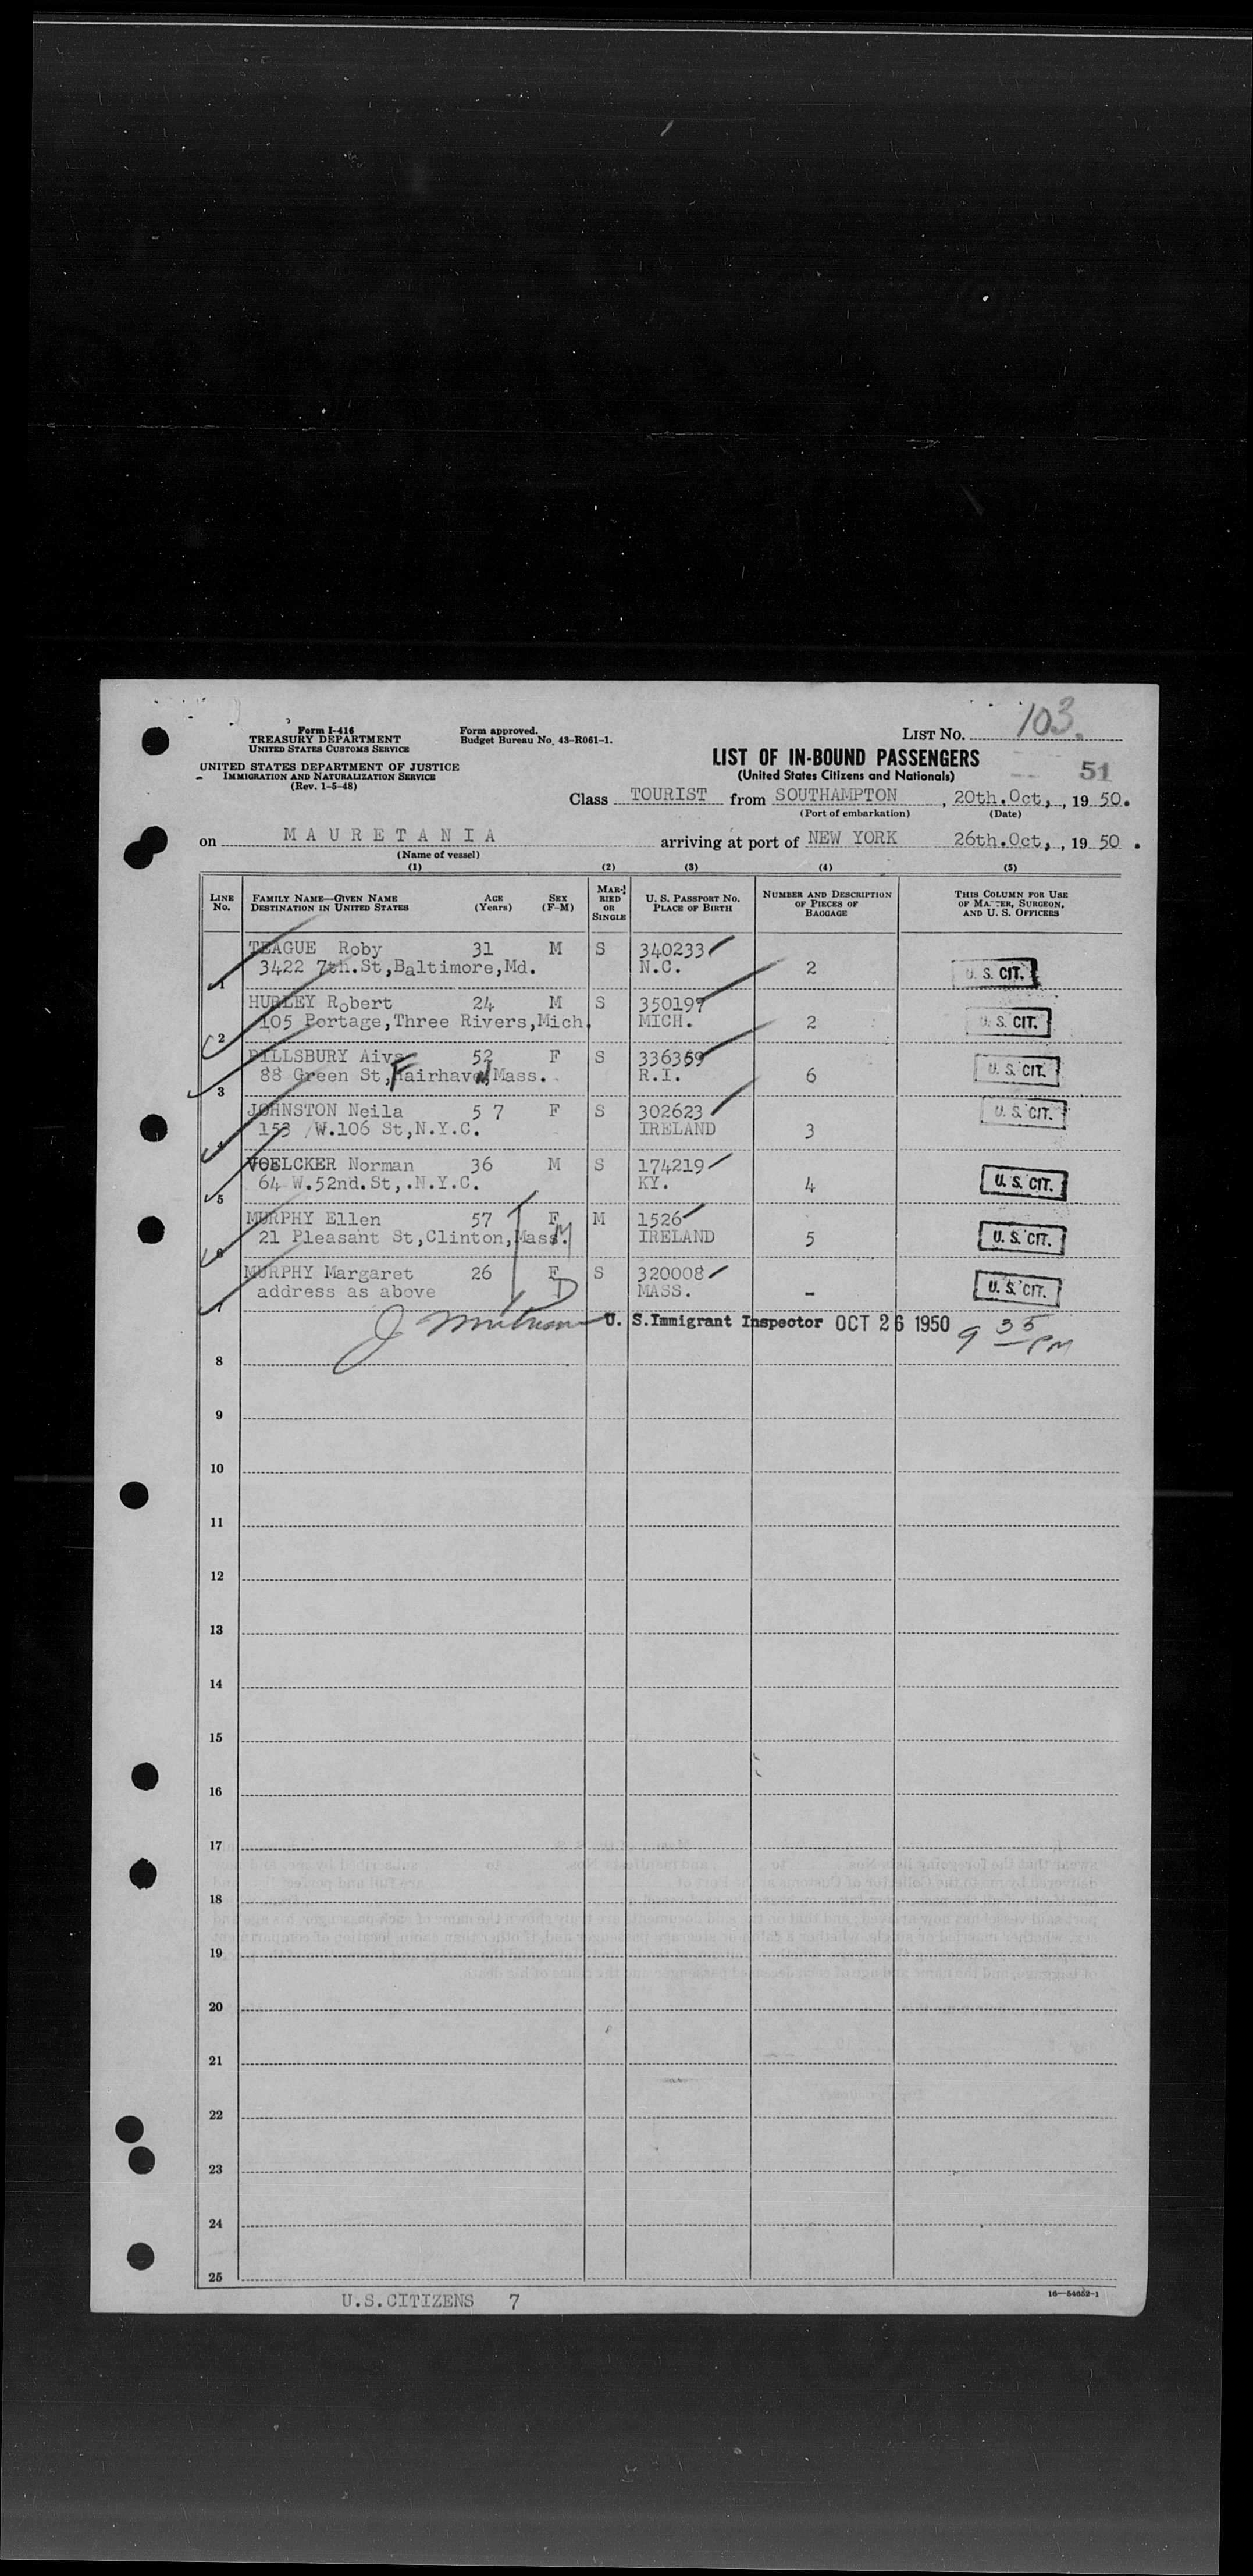 Form I-416
TREASURY DEPARTMENT
UNITED STATES CUSTOMS SERVICE
UNITED STATES DEPARTMENT OF JUSTICE
IMMIGRATION AND NATURALIZATION SERVICE
(Rev. 1-5-48)
Form approved.
Budget Bureau No. 43-R061-1.
LIST NO. 103.
LIST OF IN-BOUND PASSENGERS
(United States Citizens and Nationals)
51
Class TOURIST from SOUTHAMPTON, 20th.Oct, , 19 50.
(Port of embarkation) (Date)
on MAURETANIA arriving at port of NEW YORK 26th.Oct, , 19 50 .
(Name of vessel)
(1) (2) (3) (4) (5)
LINE No. FAMILY NAME—GIVEN NAME DESTINATION IN UNITED STATES AGE (Years) SEX (F-M) MARRIED OR SINGLE U. S. PASSPORT NO. PLACE OF BIRTH NUMBER AND DESCRIPTION OF PIECES OF BAGGAGE THIS COLUMN FOR USE OF MASTER, SURGEON, AND U. S. OFFICERS
TEAGUE Roby 31 M S 340233
1 3422 7th.St,Baltimore,Md. N.C. 2 U. S. CIT.
HURLEY Robert 24 M S 350197
2 105 Portage,Three Rivers,Mich. MICH. 2 U. S. CIT.
PILLSBURY Aiva 52 F S 336359
3 88 Green St,Fairhaven,Mass. R.I. 6 U. S. CIT.
JOHNSTON Neila 5 7 F S 302623
4 153 W.106 St,N.Y.C. IRELAND 3 U. S. CIT.
VOELCKER Norman 36 M S 174219
5 64 W.52nd.St,.N.Y.C. KY. 4 U. S. CIT.
MURPHY Ellen 57 F M 1526
6 21 Pleasant St,Clinton,Mass. M IRELAND 5 U. S. CIT.
MURPHY Margaret 26 F S 320008
7 address as above D MASS. - U. S. CIT.
U. S.Immigrant Inspector OCT 26 1950 9 35 PM
8
9
10
11
12
13
14
15
16
17
18
19
20
21
22
23
24
25
U.S.CITIZENS 7
16—54652-1